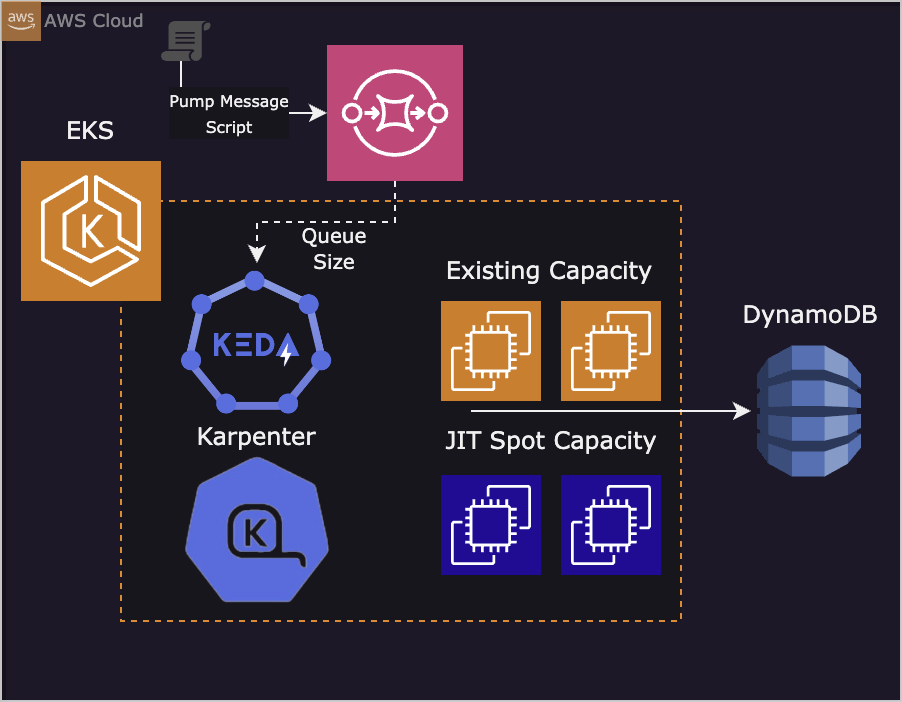 aws
AWS Cloud
Pump Message
Script
EKS
K
Queue
Size
Existing Capacity
KEDA
DynamoDB
Karpenter
JIT Spot Capacity
K